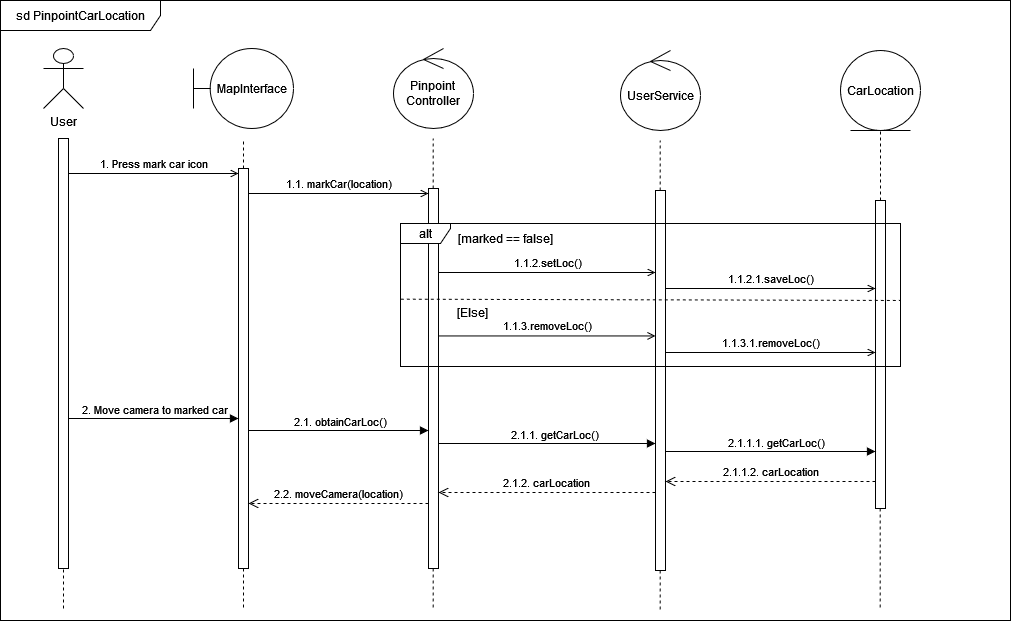 sd PinpointCarLocation
User
MapInterface
Pinpoint
Controller
UserService
CarLocation
1. Press mark car icon
1.1. markCar(location)
alt
[marked == false]
1.1.2.setLoc()
1.1.2.1.saveLoc()
[Else]
1.1.3.removeLoc()
1.1.3.1.removeLoc()
2. Move camera to marked car
2.1. obtainCarLoc()
2.1.1. getCarLoc()
2.1.1.1. getCarLoc()
2.1.1.2. carLocation
2.1.2. carLocation
2.2. moveCamera(location)